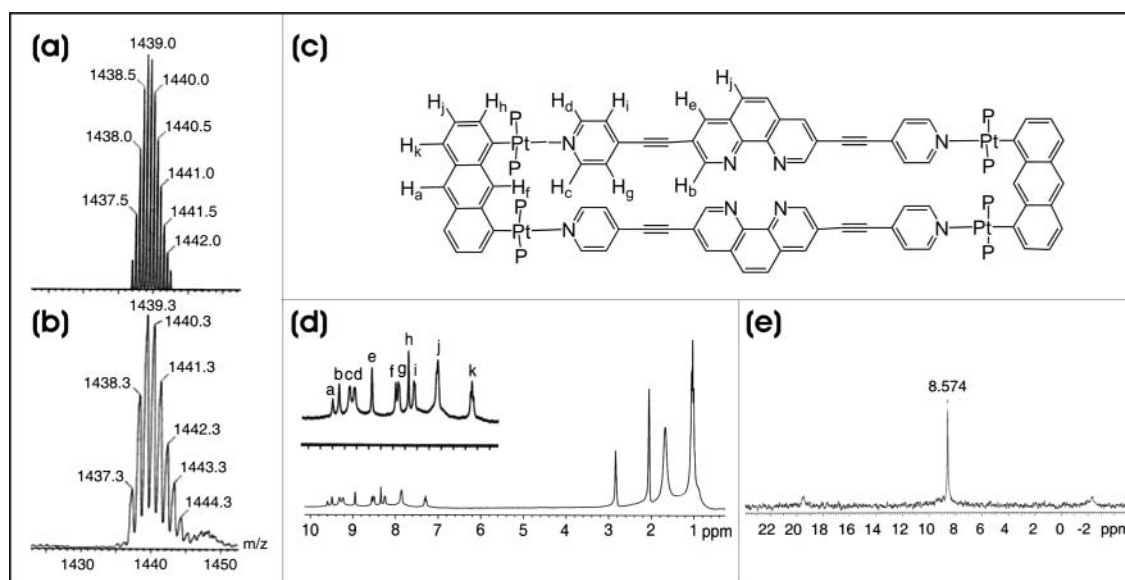 (a)
1439.0
1438.5
1440.0
1438.0
1440.5
1441.0
1437.5
1441.5
1442.0
(b)
1439.3
1440.3
1438.3
1441.3
1442.3
1437.3
1443.3
1444.3
m/z
1430 1440 1450
(c)
Hj
Hj Hh P Hd Hi He P
Pt N Pt
Hk P N N P
Ha Hf Hc Hg Hb
P N N P
Pt N N Pt
P P
(d)
a b c d e f g h i j k
10 9 8 7 6 5 4 3 2 1 ppm
(e)
8.574
22 20 18 16 14 12 10 8 6 4 2 0 -2 ppm